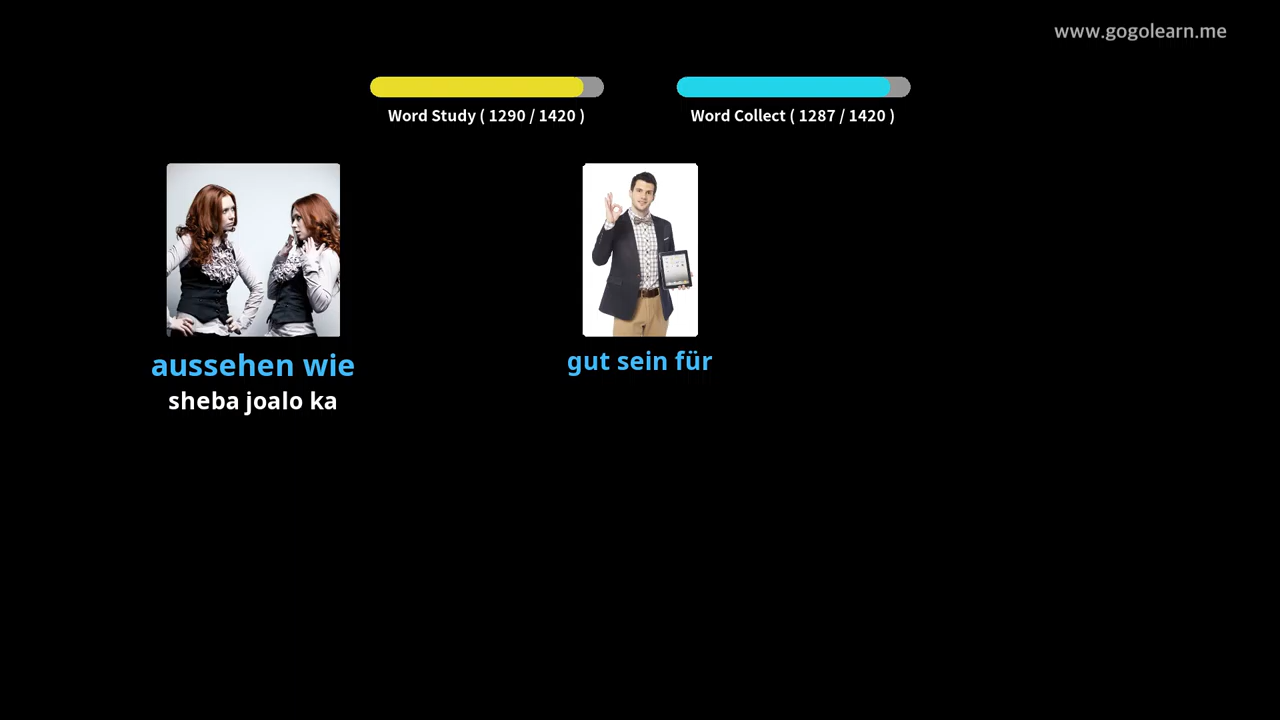 www.gogolearn.me
Word Study ( 1290 / 1420 )
Word Collect ( 1287 / 1420 )
aussehen wie
sheba joalo ka
gut sein für